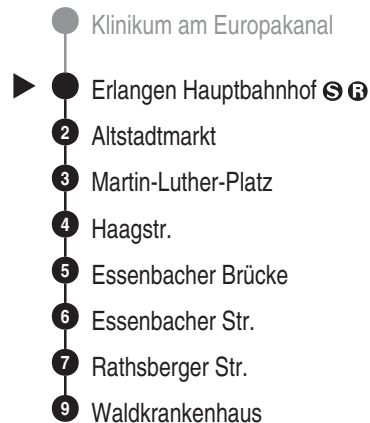 Klinikum am Europakanal
Erlangen Hauptbahnhof S R
2 Altstadtmarkt
3 Martin-Luther-Platz
4 Haagstr.
5 Essenbacher Brücke
6 Essenbacher Str.
7 Rathsberger Str.
9 Waldkrankenhaus